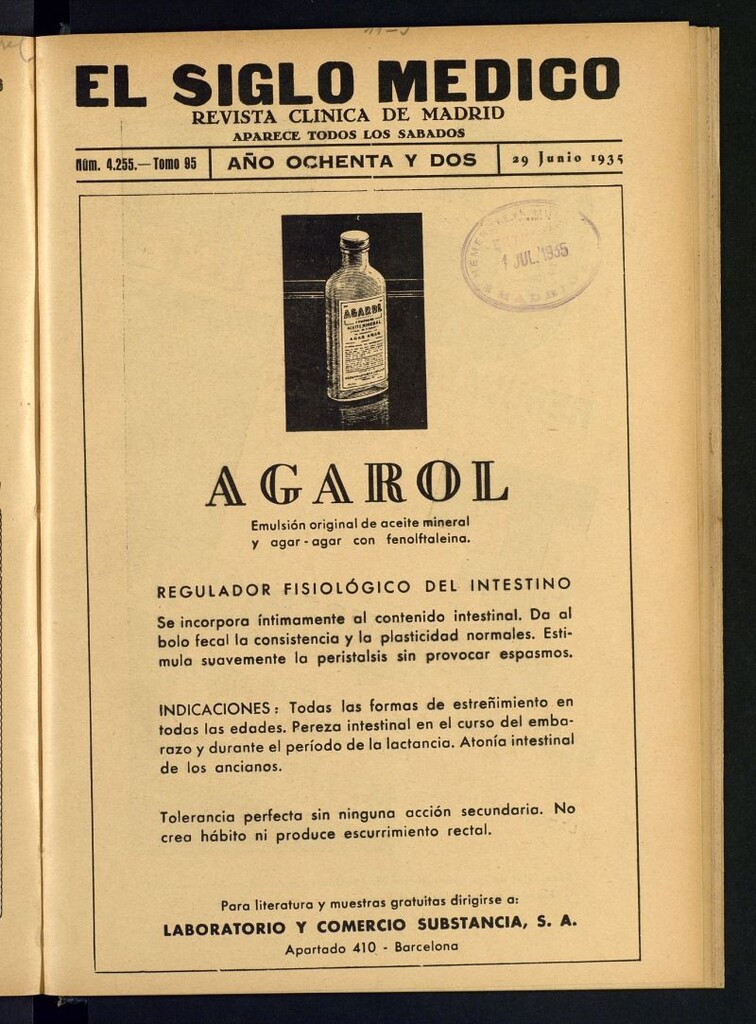 EL SIGLO MEDICO
REVISTA CLINICA DE MADRID
APARECE TODOS LOS SABADOS
Núm. 4.255.—Tomo 95
AÑO OCHENTA Y DOS
29 Junio 1935
1 JUL. 1935
MADRID
AGAROL
ACEITE MINERAL
AGAR AGAR
AGAROL
Emulsión original de aceite mineral
y agar-agar con fenolftaleina.
REGULADOR FISIOLÓGICO DEL INTESTINO
Se incorpora íntimamente al contenido intestinal. Da al
bolo fecal la consistencia y la plasticidad normales. Esti-
mula suavemente la peristalsis sin provocar espasmos.
INDICACIONES: Todas las formas de estreñimiento en
todas las edades. Pereza intestinal en el curso del emba-
razo y durante el período de la lactancia. Atonía intestinal
de los ancianos.
Tolerancia perfecta sin ninguna acción secundaria. No
crea hábito ni produce escurrimiento rectal.
Para literatura y muestras gratuitas dirigirse a:
LABORATORIO Y COMERCIO SUBSTANCIA, S. A.
Apartado 410 - Barcelona